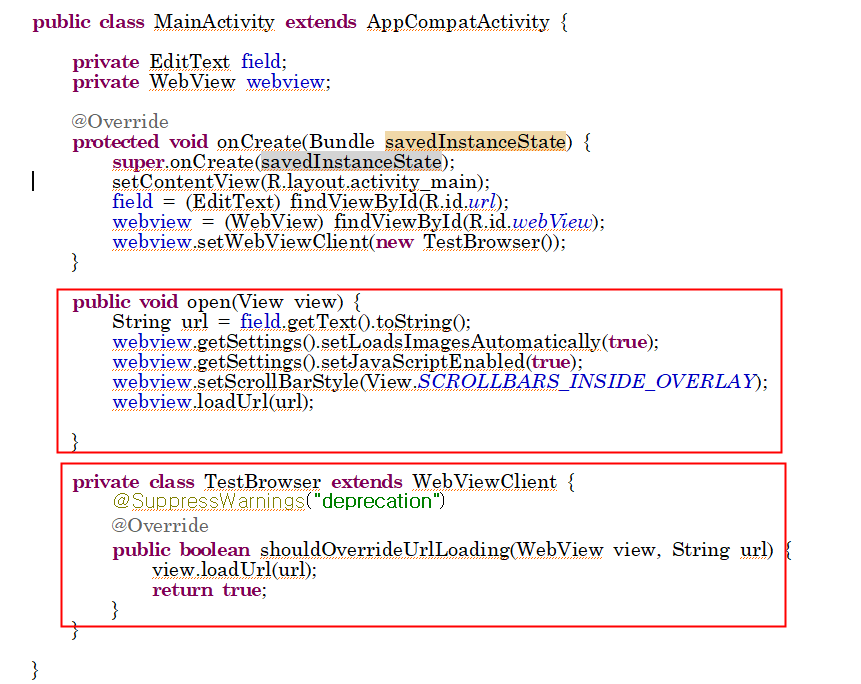 public class MainActivity extends AppCompatActivity {
private EditText field;
private WebView webview;
@Override
protected void onCreate(Bundle savedInstanceState) {
super.onCreate(savedInstanceState);
setContentView(R.layout.activity_main);
field = (EditText) findViewById(R.id.url);
webview = (WebView) findViewById(R.id.webView);
webview.setWebViewClient(new TestBrowser());
}
public void open(View view) {
String url = field.getText().toString();
webview.getSettings().setLoadsImagesAutomatically(true);
webview.getSettings().setJavaScriptEnabled(true);
webview.setScrollBarStyle(View.SCROLLBARS_INSIDE_OVERLAY);
webview.loadUrl(url);
}
private class TestBrowser extends WebViewClient {
@SuppressWarnings("deprecation")
@Override
public boolean shouldOverrideUrlLoading(WebView view, String url) {
view.loadUrl(url);
return true;
}
}
}